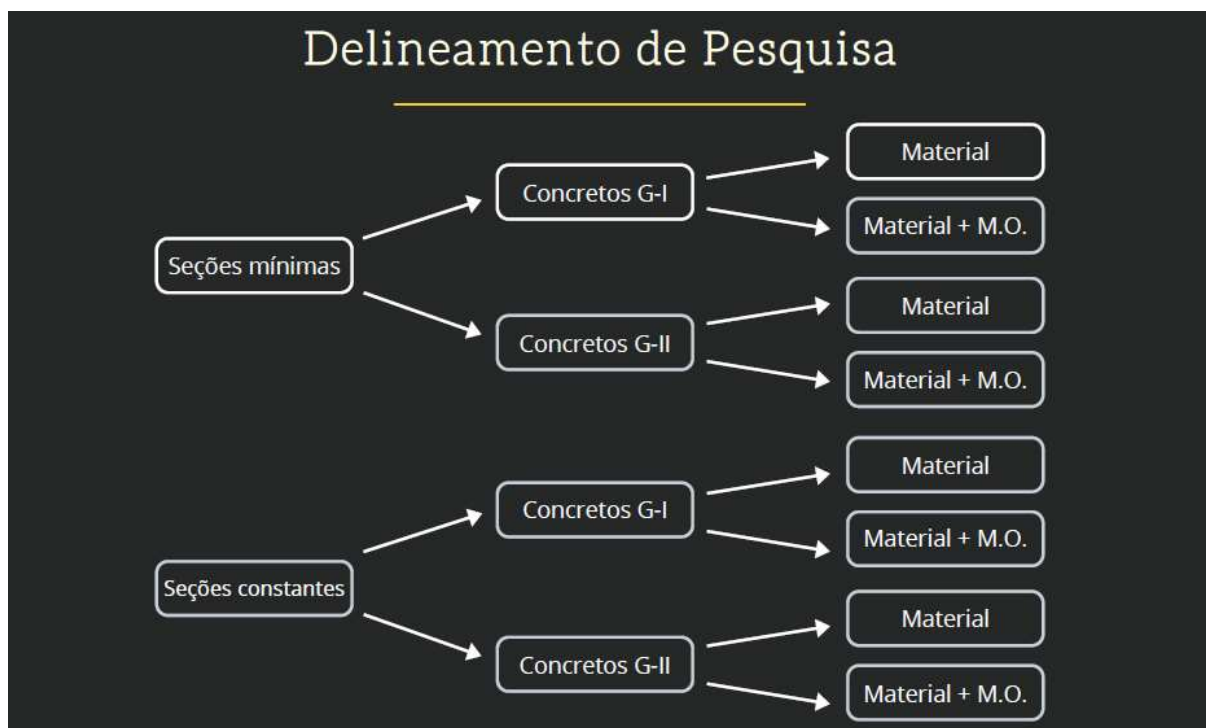 Delineamento de Pesquisa
Seções mínimas
Concretos G-I
Material
Material + M.O.
Concretos G-II
Material
Material + M.O.
Seções constantes
Concretos G-I
Material
Material + M.O.
Concretos G-II
Material
Material + M.O.